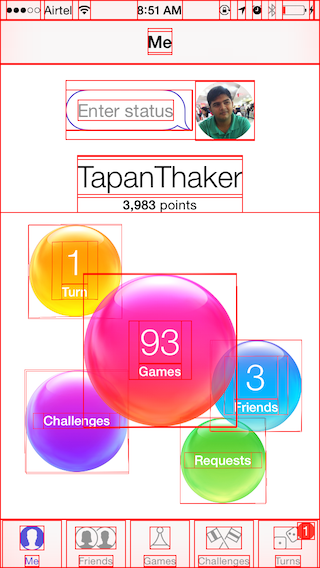 Airtel 8:51 AM
Me
Enter status
TapanThaker
3,983 points
1
Turn
93
Games
3
Friends
Challenges
Requests
1
Me Friends Games Challenges Turns